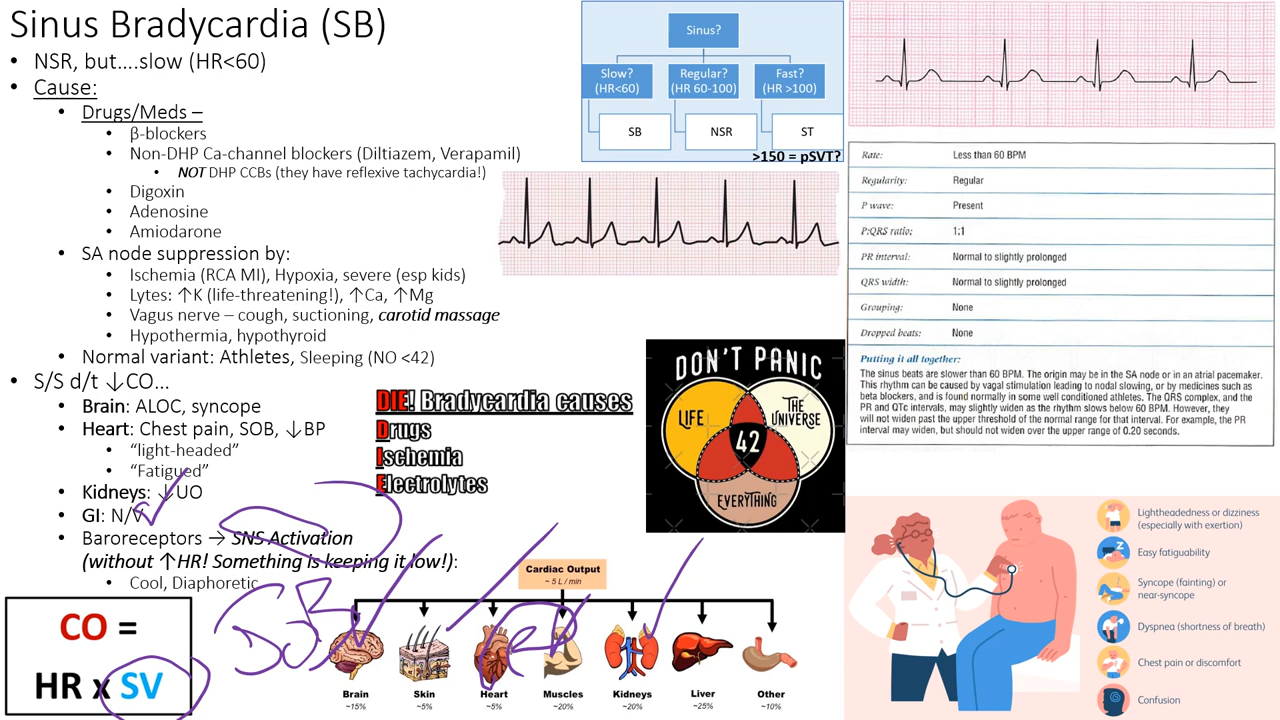 Sinus Bradycardia (SB)
• NSR, but....slow (HR<60)
• Cause:
• Drugs/Meds –
• β-blockers
• Non-DHP Ca-channel blockers (Diltiazem, Verapamil)
• NOT DHP CCBs (they have reflexive tachycardia!)
• Digoxin
• Adenosine
• Amiodarone
• SA node suppression by:
• Ischemia (RCA MI), Hypoxia, severe (esp kids)
• Lytes: ↑K (life-threatening!), ↑Ca, ↑Mg
• Vagus nerve – cough, suctioning, carotid massage
• Hypothermia, hypothyroid
• Normal variant: Athletes, Sleeping (NO <42)
• S/S d/t ↓CO...
• Brain: ALOC, syncope
• Heart: Chest pain, SOB, ↓BP
• "light-headed"
• "Fatigued"
• Kidneys: ↓UO
• GI: N/V
• Baroreceptors → SNS Activation
(without ↑HR! Something is keeping it low!):
• Cool, Diaphoretic
CO =
HR x SV
Sinus?
Slow?
(HR<60)
Regular?
(HR 60-100)
Fast?
(HR >100)
SB
NSR
ST
>150 = pSVT?
DIE! Bradycardia causes
Drugs
Ischemia
Electrolytes
DON'T PANIC
LIFE
THE
UNIVERSE
42
EVERYTHING
SOB
Cardiac Output
~ 5 L / min
Brain
~15%
Skin
~5%
Heart
~5%
Muscles
~20%
Kidneys
~20%
Liver
~25%
Other
~10%
Rate: Less than 60 BPM
Regularity: Regular
P wave: Present
P:QRS ratio: 1:1
PR interval: Normal to slightly prolonged
QRS width: Normal to slightly prolonged
Grouping: None
Dropped beats: None
Putting it all together:
The sinus beats are slower than 60 BPM. The origin may be in the SA node or in an atrial pacemaker.
This rhythm can be caused by vagal stimulation leading to nodal slowing, or by medicines such as
beta blockers, and is found normally in some well conditioned athletes. The QRS complex, and the
PR and QTc intervals, may slightly widen as the rhythm slows below 60 BPM. However, they
will not widen past the upper threshold of the normal range for that interval. For example, the PR
interval may widen, but should not widen over the upper range of 0.20 seconds.
Lightheadedness or dizziness
(especially with exertion)
Easy fatiguability
Syncope (fainting) or
near-syncope
Dyspnea (shortness of breath)
Chest pain or discomfort
Confusion